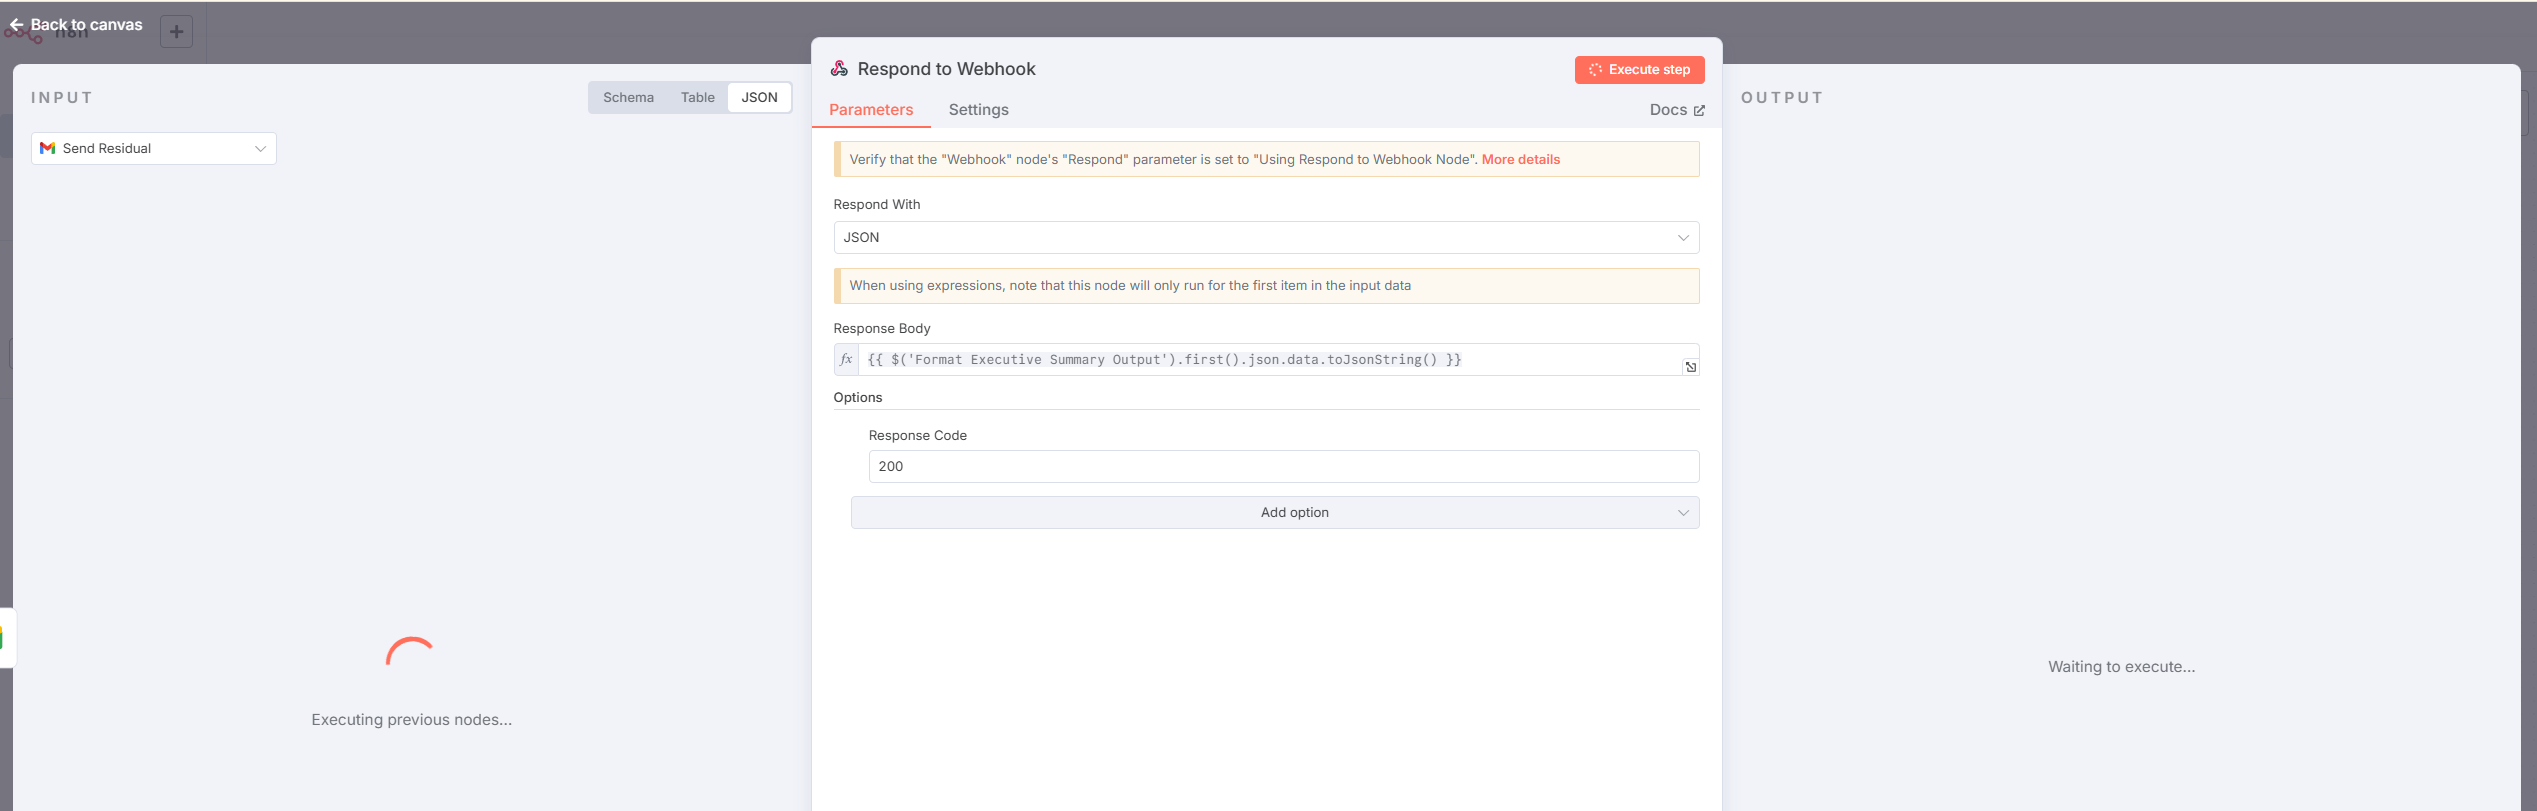 Back to canvas
n8n
INPUT
Schema
Table
JSON
Send Residual
Executing previous nodes...
Respond to Webhook
Execute step
Parameters
Settings
Docs
Verify that the "Webhook" node's "Respond" parameter is set to "Using Respond to Webhook Node". More details
Respond With
JSON
When using expressions, note that this node will only run for the first item in the input data
Response Body
fx
{{ $('Format Executive Summary Output').first().json.data.toJsonString() }}
Options
Response Code
200
Add option
OUTPUT
Waiting to execute...